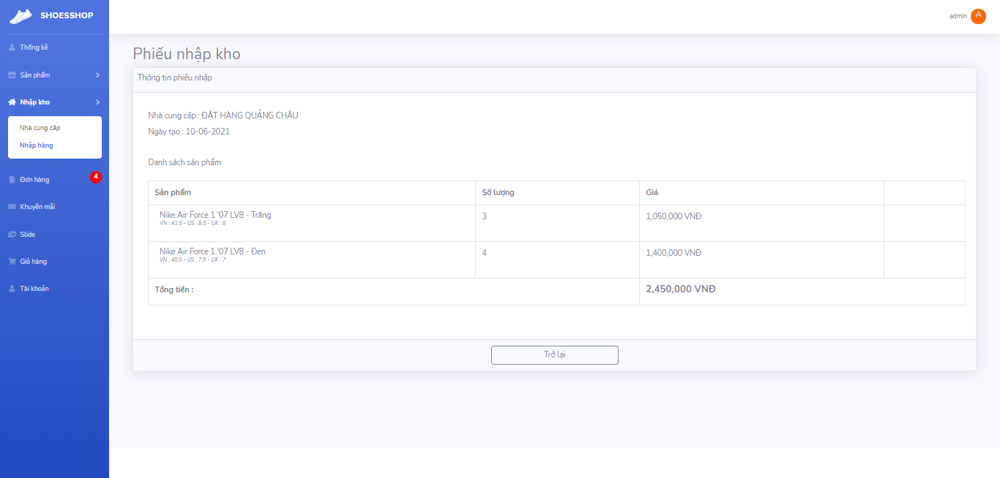 SHOESSHOP
admin
A
Thống kê
Sản phẩm
Nhập kho
Nhà cung cấp
Nhập hàng
Đơn hàng
4
Khuyến mãi
Slide
Giỏ hàng
Tài khoản
Phiếu nhập kho
Thông tin phiếu nhập
Nhà cung cấp : ĐẶT HÀNG QUẢNG CHÂU
Ngày tạo : 10-06-2021
Danh sách sản phẩm
Sản phẩm Số lượng Giá
Nike Air Force 1 '07 LV8 - Trắng 3 1,050,000 VNĐ
VN : 41.5 - US : 8.5 - UK : 8
Nike Air Force 1 '07 LV8 - Đen 4 1,400,000 VNĐ
VN : 40.5 - US : 7.5 - UK : 7
Tổng tiền : 2,450,000 VNĐ
Trở lại